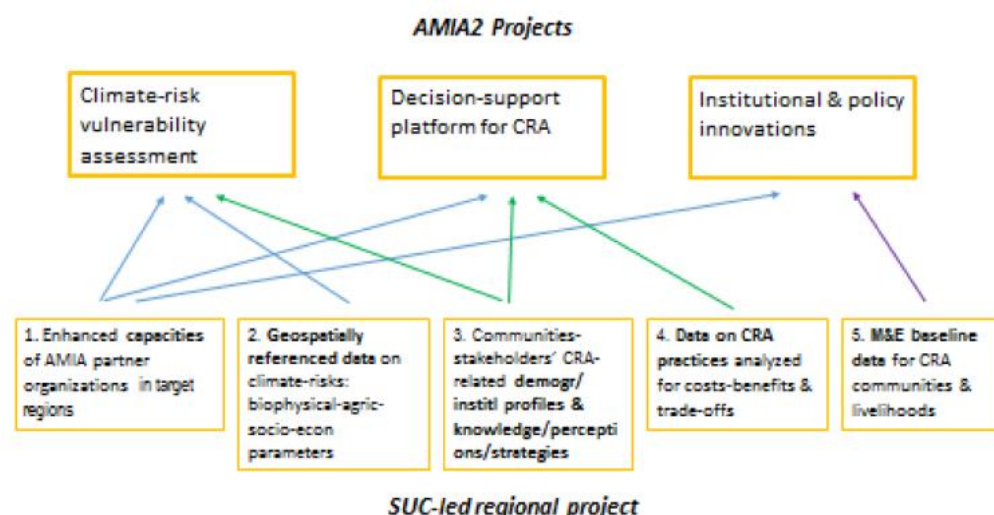 AMIA2 Projects
Climate-risk
vulnerability
assessment
Decision-support
platform for CRA
Institutional & policy
innovations
1. Enhanced capacities
of AMIA partner
organizations in target
regions
2. Geospatially
referenced data on
climate-risks:
biophysical-agric-
socio-econ
parameters
3. Communities-
stakeholders' CRA-
related demogr/
institl profiles &
knowledge/percepti
ons/strategies
4. Data on CRA
practices analyzed
for costs-benefits &
trade-offs
5. M&E baseline
data for CRA
communities &
livelihoods
SUC-led regional project